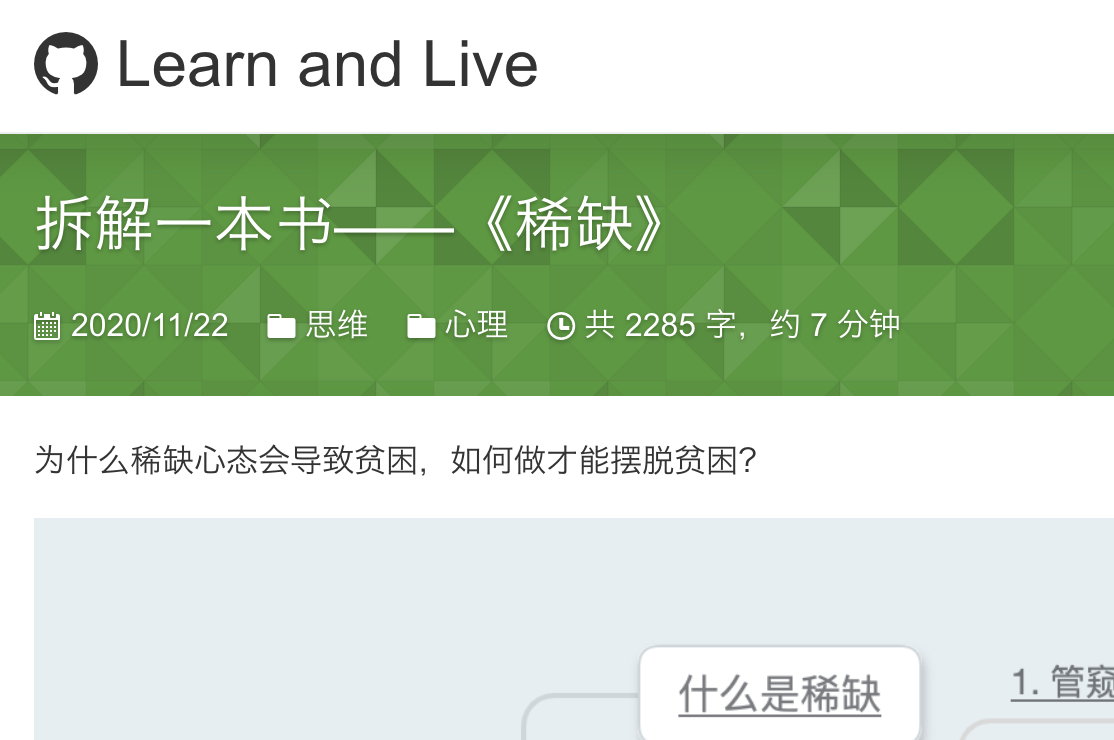 Learn and Live
拆解一本书——《稀缺》
2020/11/22 思维 心理 共 2285 字，约 7 分钟
为什么稀缺心态会导致贫困，如何做才能摆脱贫困？
什么是稀缺
1. 管窥